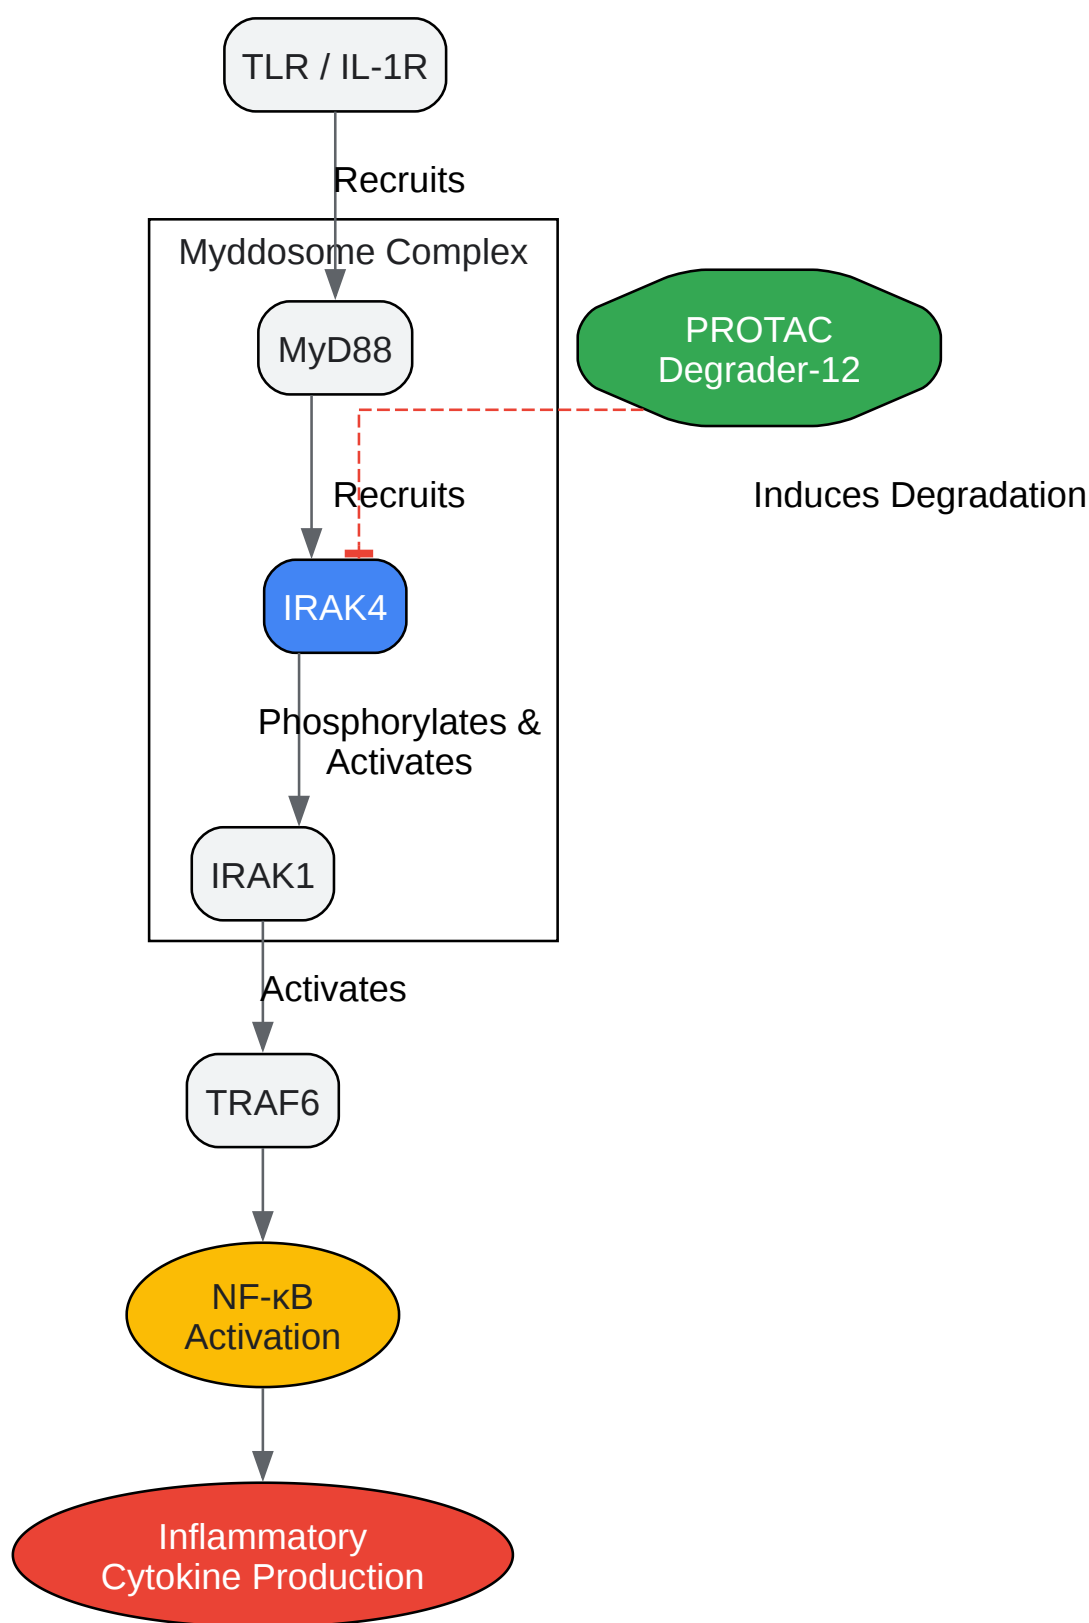 TLR / IL-1R
Recruits
Myddosome Complex
MyD88
PROTAC
Degrader-12
Recruits
Induces Degradation
IRAK4
Phosphorylates &
Activates
IRAK1
Activates
TRAF6
NF-κB
Activation
Inflammatory
Cytokine Production